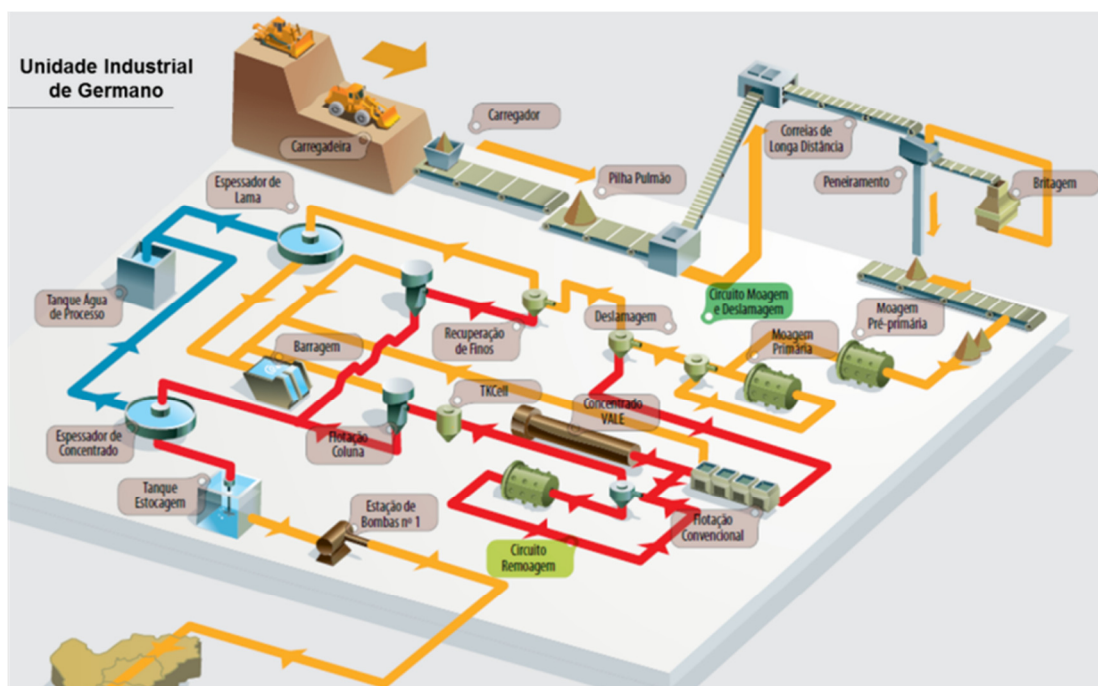 Unidade Industrial
de Germano
Carregadeira
Carregador
Pilha Pulmão
Correias de
Longa Distância
Peneiramento
Britagem
Espessador de
Lama
Tanque Água
de Processo
Barragem
Recuperação
de Finos
Deslamagem
Circuito Moagem
e Deslamagem
Moagem
Primária
Moagem
Pré-primária
TKCell
Concentrado
VALE
Flotação
Coluna
Espessador de
Concentrado
Tanque
Estocagem
Estação de
Bombas nº 1
Circuito
Remoagem
Flotação
Convencional